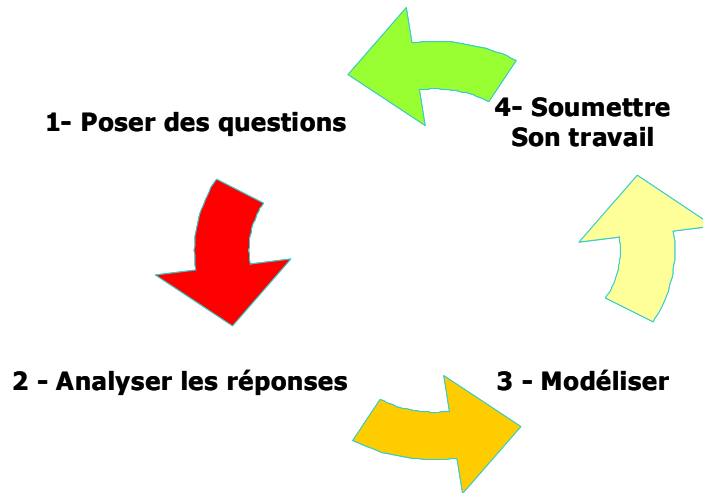 1- Poser des questions
4- Soumettre
Son travail
2 - Analyser les réponses
3 - Modéliser